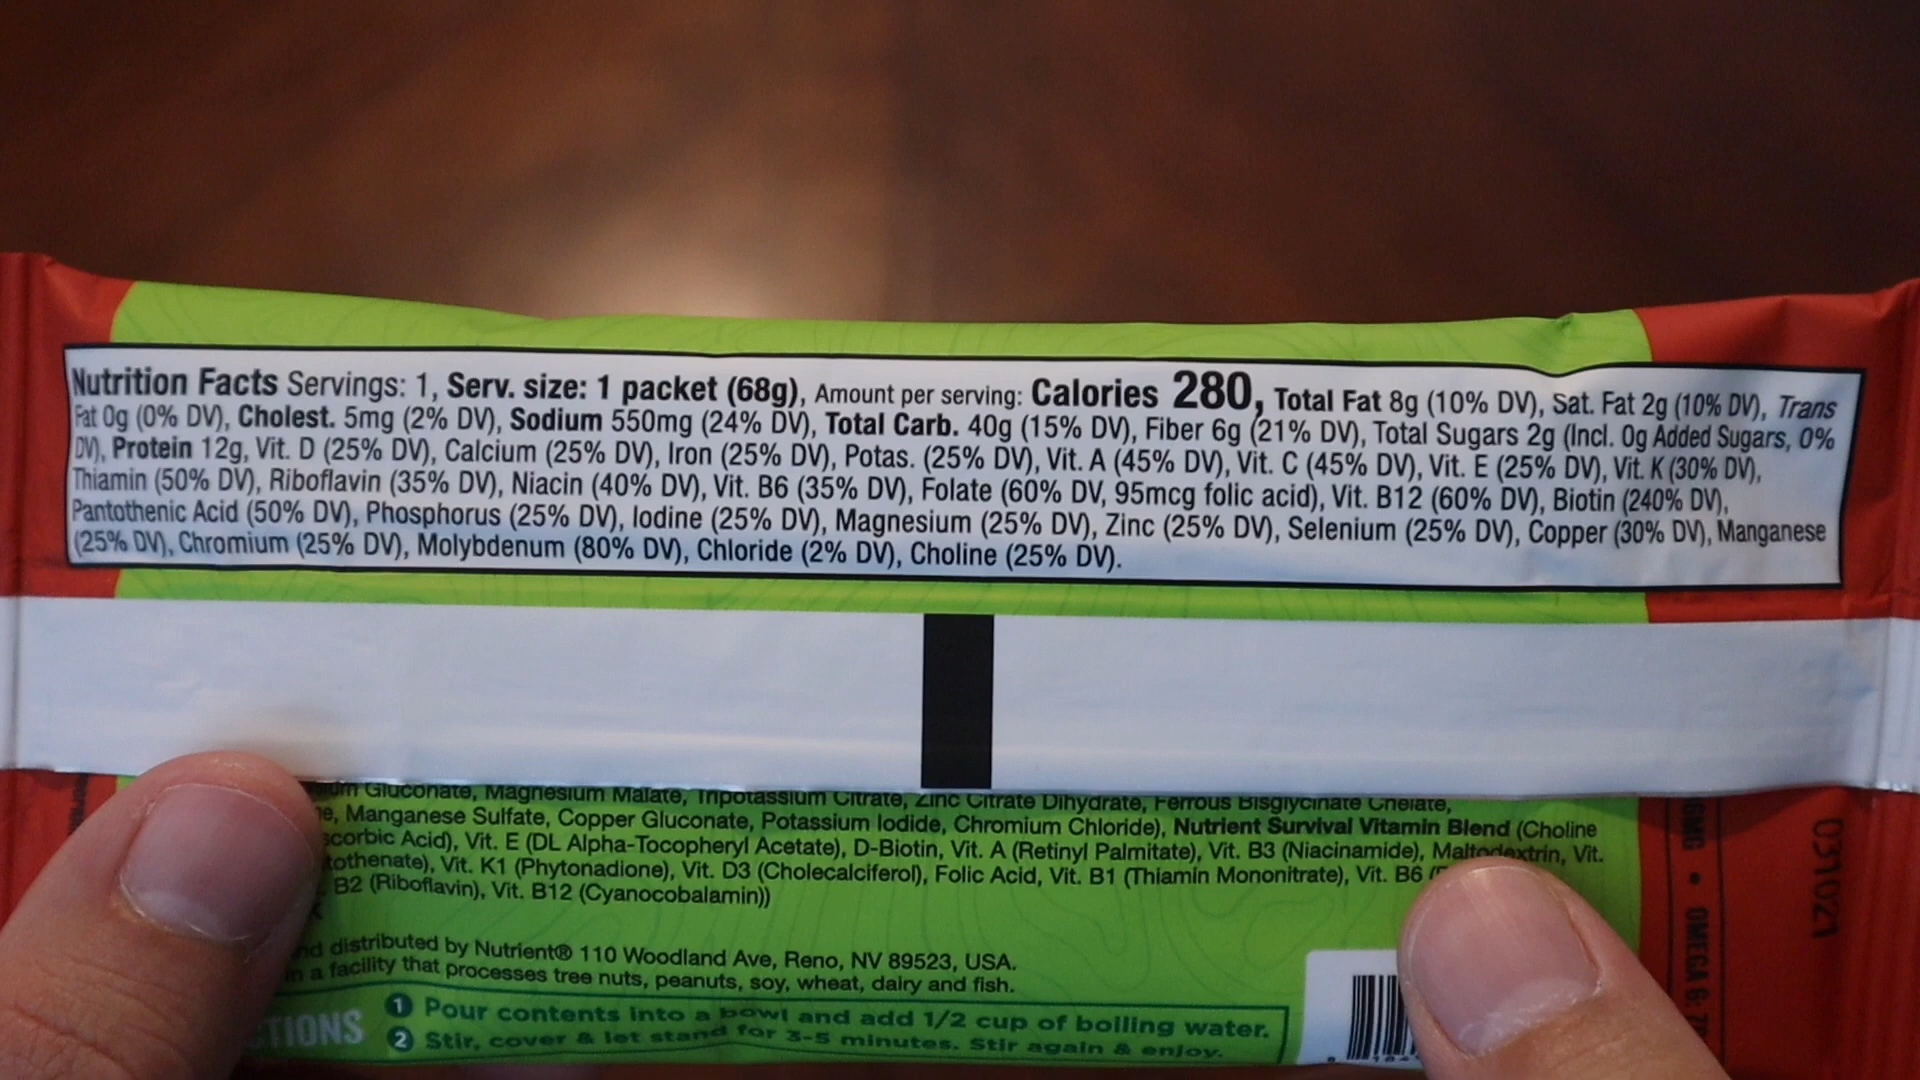 Nutrition Facts Servings: 1, Serv. size: 1 packet (68g), Amount per serving: Calories 280, Total Fat 8g (10% DV), Sat. Fat 2g (10% DV), Trans
Fat 0g (0% DV), Cholest. 5mg (2% DV), Sodium 550mg (24% DV), Total Carb. 40g (15% DV), Fiber 6g (21% DV), Total Sugars 2g (Incl. 0g Added Sugars, 0%
DV), Protein 12g, Vit. D (25% DV), Calcium (25% DV), Iron (25% DV), Potas. (25% DV), Vit. A (45% DV), Vit. C (45% DV), Vit. E (25% DV), Vit. K (30% DV),
Thiamin (50% DV), Riboflavin (35% DV), Niacin (40% DV), Vit. B6 (35% DV), Folate (60% DV, 95mcg folic acid), Vit. B12 (60% DV), Biotin (240% DV),
Pantothenic Acid (50% DV), Phosphorus (25% DV), Iodine (25% DV), Magnesium (25% DV), Zinc (25% DV), Selenium (25% DV), Copper (30% DV), Manganese
(25% DV), Chromium (25% DV), Molybdenum (80% DV), Chloride (2% DV), Choline (25% DV).
Gluconate, Magnesium Malate, Tripotassium Citrate, Zinc Citrate Dihydrate, Ferrous Bisglycinate Chelate,
Manganese Sulfate, Copper Gluconate, Potassium Iodide, Chromium Chloride), Nutrient Survival Vitamin Blend (Choline
scorbic Acid), Vit. E (DL Alpha-Tocopheryl Acetate), D-Biotin, Vit. A (Retinyl Palmitate), Vit. B3 (Niacinamide), Maltodextrin, Vit.
tothenate), Vit. K1 (Phytonadione), Vit. D3 (Cholecalciferol), Folic Acid, Vit. B1 (Thiamin Mononitrate), Vit. B6
B2 (Riboflavin), Vit. B12 (Cyanocobalamin))
distributed by Nutrient® 110 Woodland Ave, Reno, NV 89523, USA.
in a facility that processes tree nuts, peanuts, soy, wheat, dairy and fish.
TIONS
1 Pour contents into a bowl and add 1/2 cup of boiling water.
2 Stir, cover & let stand for 3-5 minutes. Stir again & enjoy.
• OMEGA 6:
031021